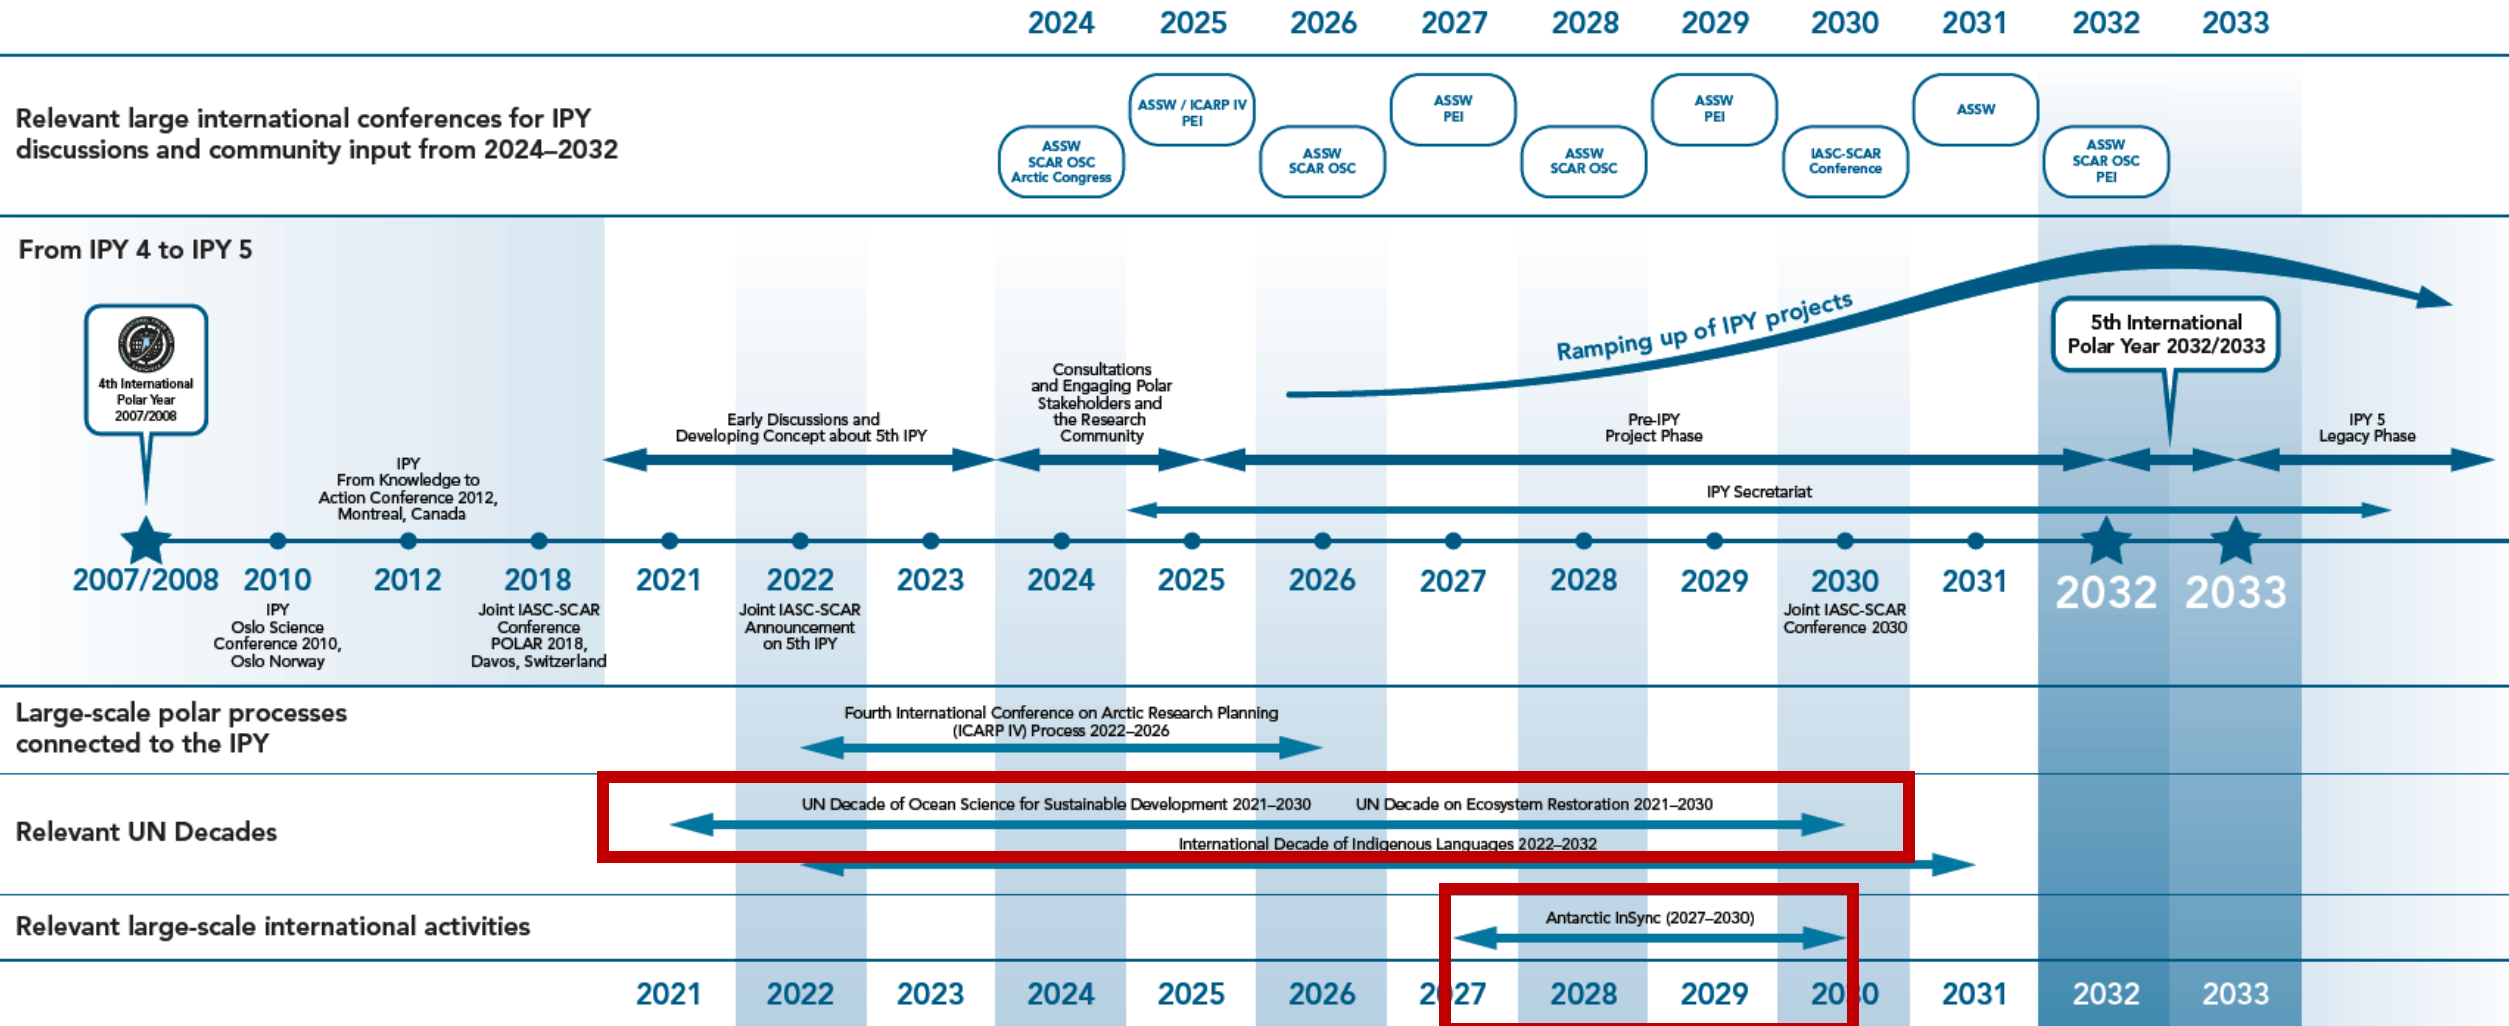 2024 2025 2026 2027 2028 2029 2030 2031 2032 2033
Relevant large international conferences for IPY
discussions and community input from 2024–2032
ASSW
SCAR OSC
Arctic Congress
ASSW / ICARP IV
PEI
ASSW
SCAR OSC
ASSW
PEI
ASSW
SCAR OSC
ASSW
PEI
IASC-SCAR
Conference
ASSW
ASSW
SCAR OSC
PEI
From IPY 4 to IPY 5
4th International
Polar Year
2007/2008
IPY
From Knowledge to
Action Conference 2012,
Montreal, Canada
Early Discussions and
Developing Concept about 5th IPY
Consultations
and Engaging Polar
Stakeholders and
the Research
Community
Ramping up of IPY projects
Pre-IPY
Project Phase
5th International
Polar Year 2032/2033
IPY 5
Legacy Phase
IPY Secretariat
2007/2008 2010 2012 2018 2021 2022 2023 2024 2025 2026 2027 2028 2029 2030 2031 2032 2033
IPY
Oslo Science
Conference 2010,
Oslo Norway
Joint IASC-SCAR
Conference
POLAR 2018,
Davos, Switzerland
Joint IASC-SCAR
Announcement
on 5th IPY
Joint IASC-SCAR
Conference 2030
Large-scale polar processes
connected to the IPY
Fourth International Conference on Arctic Research Planning
(ICARP IV) Process 2022–2026
Relevant UN Decades
UN Decade of Ocean Science for Sustainable Development 2021–2030
UN Decade on Ecosystem Restoration 2021–2030
International Decade of Indigenous Languages 2022–2032
Relevant large-scale international activities
Antarctic InSync (2027–2030)
2021 2022 2023 2024 2025 2026 2027 2028 2029 2030 2031 2032 2033